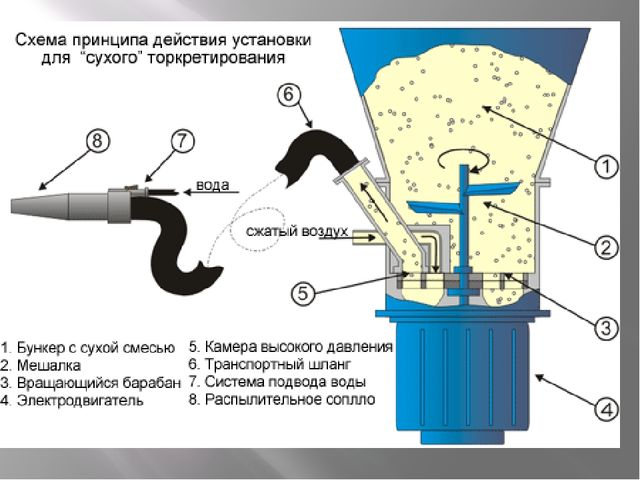 Схема принципа действия установки
для “сухого” торкретирования
6
8
7
вода
1
сжатый воздух
2
5
3
4
1. Бункер с сухой смесью
2. Мешалка
3. Вращающийся барабан
4. Электродвигатель
5. Камера высокого давления
6. Транспортный шланг
7. Система подвода воды
8. Распылительное соплло